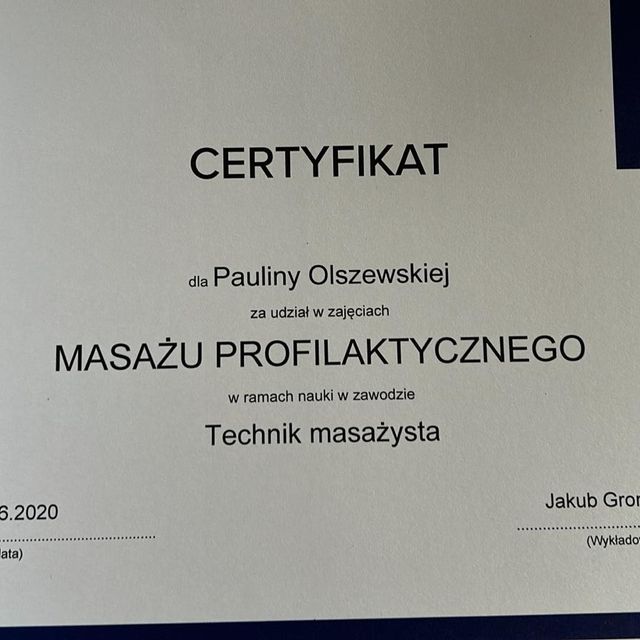 CERTYFIKAT
dla Pauliny Olszewskiej
za udział w zajęciach
MASAŻU PROFILAKTYCZNEGO
w ramach nauki w zawodzie
Technik masażysta
6.2020
Jakub